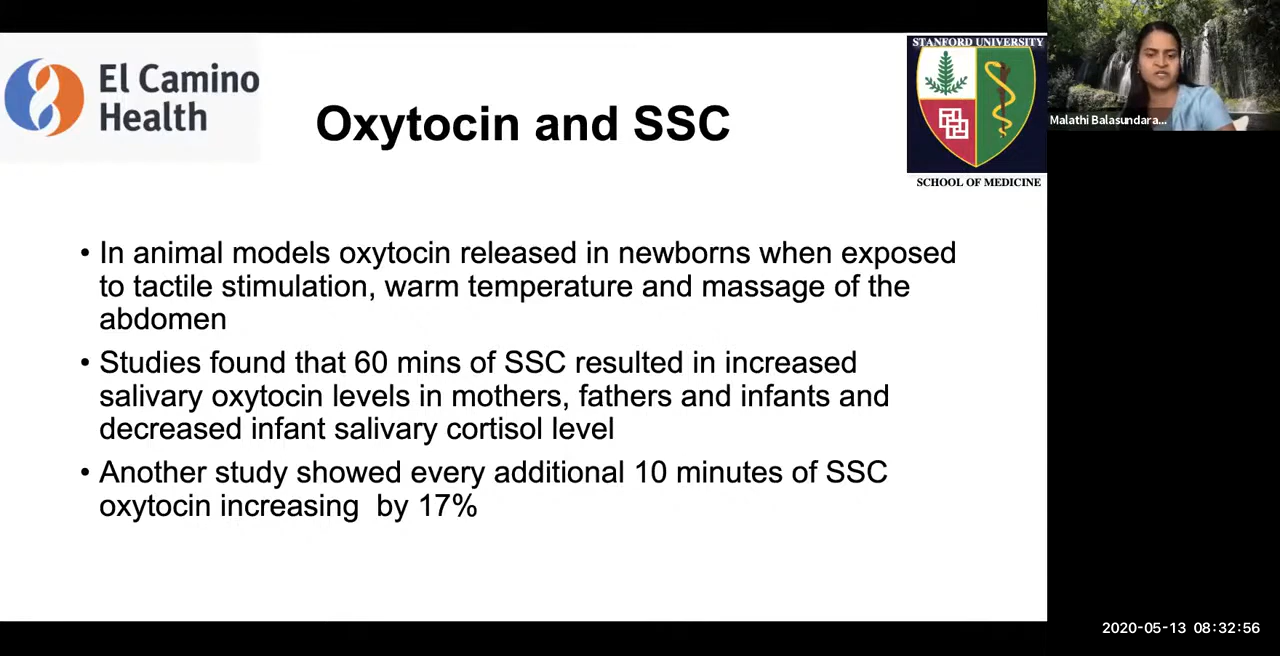 El Camino
Health
Oxytocin and SSC
STANFORD UNIVERSITY
SCHOOL OF MEDICINE
Malathi Balasundara...
• In animal models oxytocin released in newborns when exposed
to tactile stimulation, warm temperature and massage of the
abdomen
• Studies found that 60 mins of SSC resulted in increased
salivary oxytocin levels in mothers, fathers and infants and
decreased infant salivary cortisol level
• Another study showed every additional 10 minutes of SSC
oxytocin increasing  by 17%
2020-05-13 08:32:56